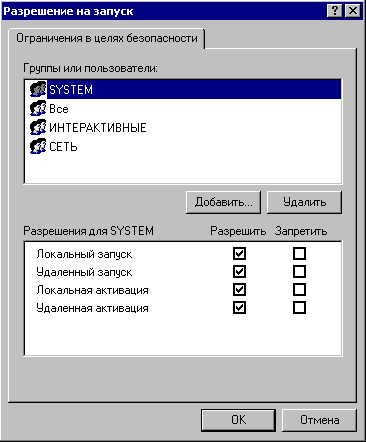 Разрешение на запуск
Ограничения в целях безопасности
Группы или пользователи:
SYSTEM
Все
ИНТЕРАКТИВНЫЕ
СЕТЬ
Добавить... Удалить
Разрешения для SYSTEM Разрешить Запретить
Локальный запуск
Удаленный запуск
Локальная активация
Удаленная активация
OK Отмена